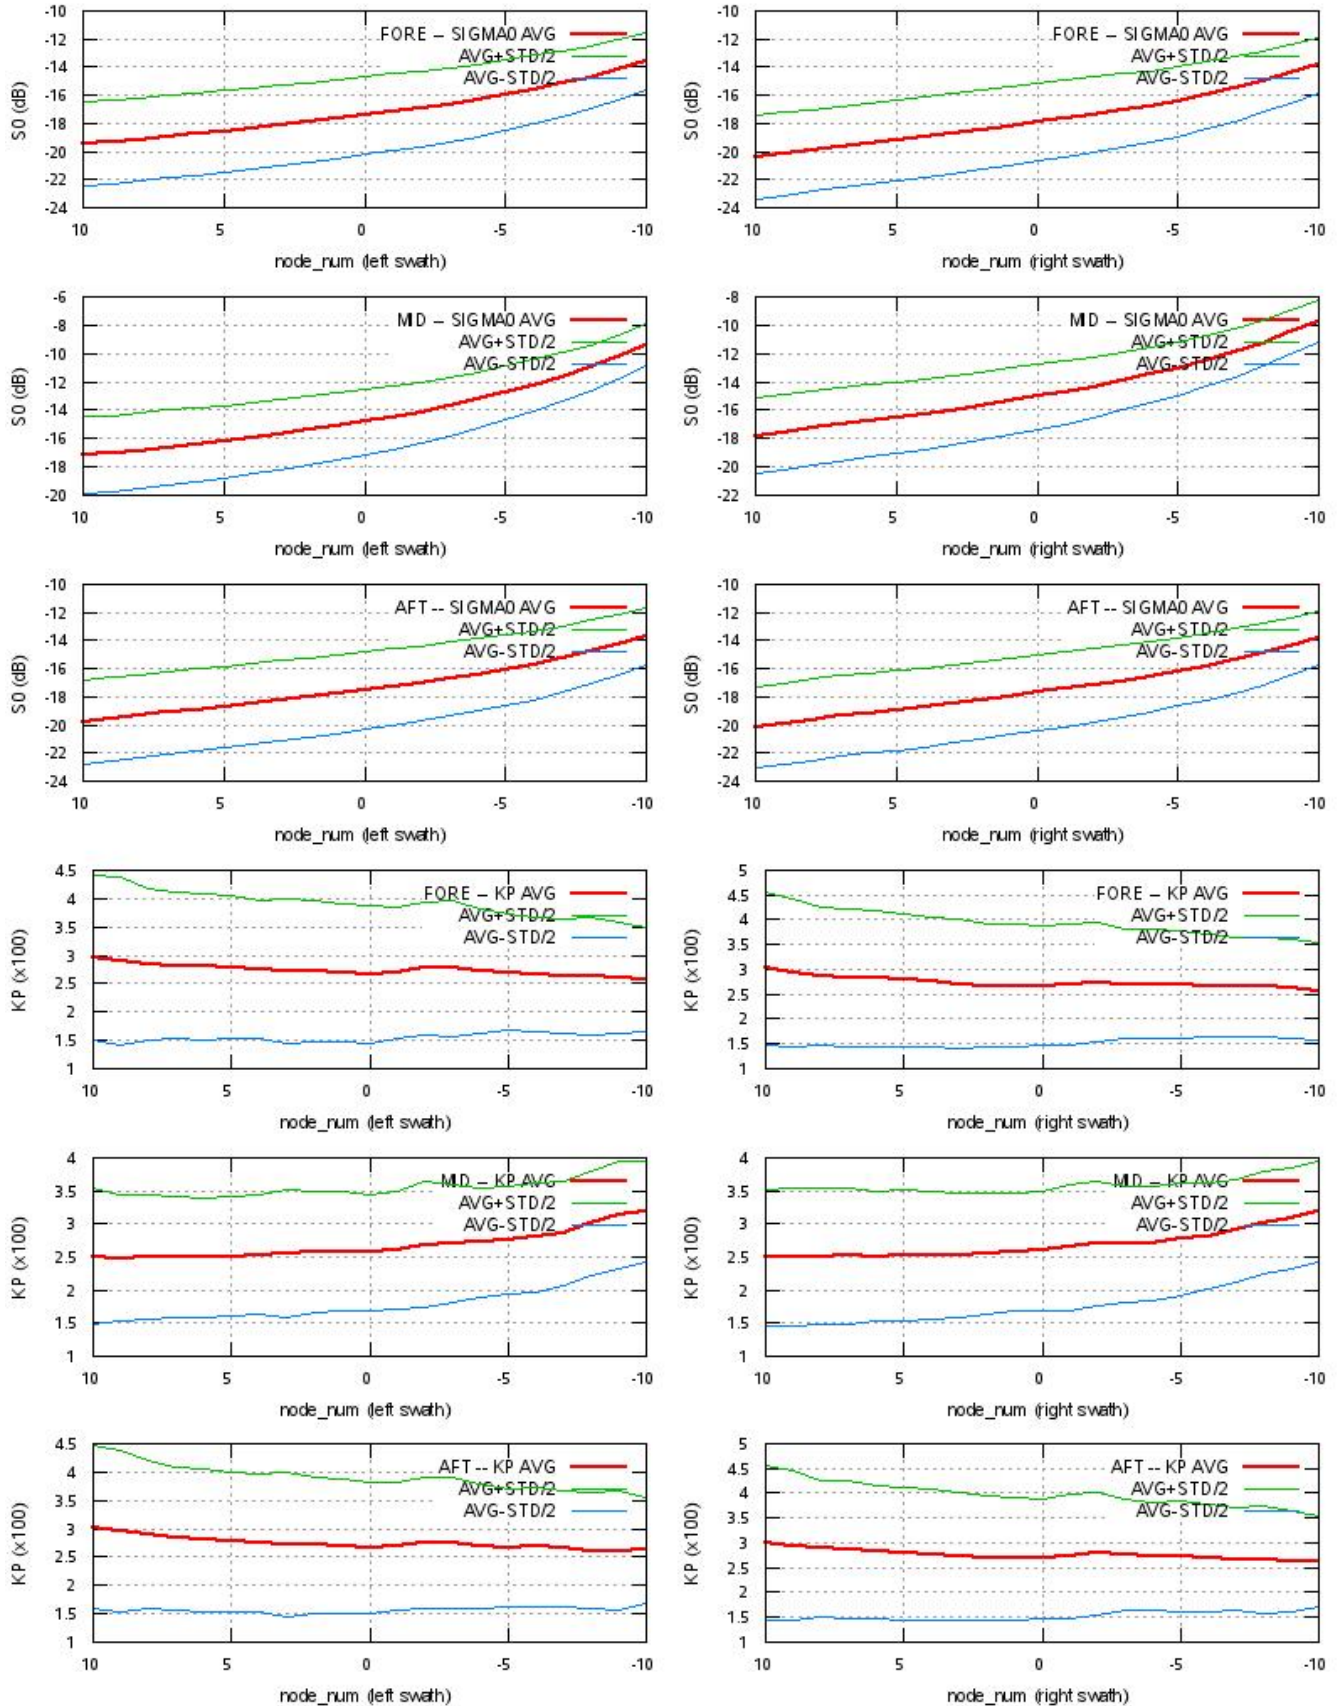 -10
-12
-14
-16
-18
-20
-22
-24
S0 (dB)
FORE – SIGMA0 AVG
AVG+STD/2
AVG-STD/2
10
5
0
-5
-10
node_num (left swath)
-10
-12
-14
-16
-18
-20
-22
-24
S0 (dB)
FORE – SIGMA0 AVG
AVG+STD/2
AVG-STD/2
10
5
0
-5
-10
node_num (right swath)
-6
-8
-10
-12
-14
-16
-18
-20
S0 (dB)
MID – SIGMA0 AVG
AVG+STD/2
AVG-STD/2
10
5
0
-5
-10
node_num (left swath)
-8
-10
-12
-14
-16
-18
-20
-22
S0 (dB)
MID – SIGMA0 AVG
AVG+STD/2
AVG-STD/2
10
5
0
-5
-10
node_num (right swath)
-10
-12
-14
-16
-18
-20
-22
-24
S0 (dB)
AFT -- SIGMA0 AVG
AVG+STD/2
AVG-STD/2
10
5
0
-5
-10
node_num (left swath)
-10
-12
-14
-16
-18
-20
-22
-24
S0 (dB)
AFT -- SIGMA0 AVG
AVG+STD/2
AVG-STD/2
10
5
0
-5
-10
node_num (right swath)
4.5
4
3.5
3
2.5
2
1.5
1
KP (x100)
FORE – KP AVG
AVG+STD/2
AVG-STD/2
10
5
0
-5
-10
node_num (left swath)
5
4.5
4
3.5
3
2.5
2
1.5
1
KP (x100)
FORE – KP AVG
AVG+STD/2
AVG-STD/2
10
5
0
-5
-10
node_num (right swath)
4
3.5
3
2.5
2
1.5
1
KP (x100)
MID – KP AVG
AVG+STD/2
AVG-STD/2
10
5
0
-5
-10
node_num (left swath)
4
3.5
3
2.5
2
1.5
1
KP (x100)
MID – KP AVG
AVG+STD/2
AVG-STD/2
10
5
0
-5
-10
node_num (right swath)
4.5
4
3.5
3
2.5
2
1.5
1
KP (x100)
AFT -- KP AVG
AVG+STD/2
AVG-STD/2
10
5
0
-5
-10
node_num (left swath)
5
4.5
4
3.5
3
2.5
2
1.5
1
KP (x100)
AFT -- KP AVG
AVG+STD/2
AVG-STD/2
10
5
0
-5
-10
node_num (right swath)